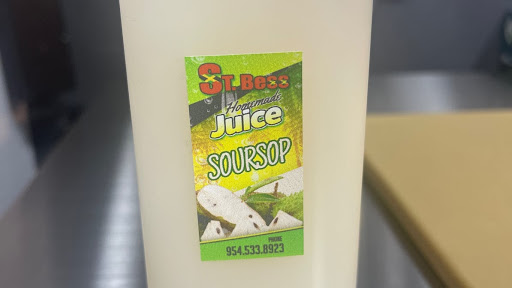 St. Bess
Homemade
Juice
SOURSOP
PHONE
954.533.8923